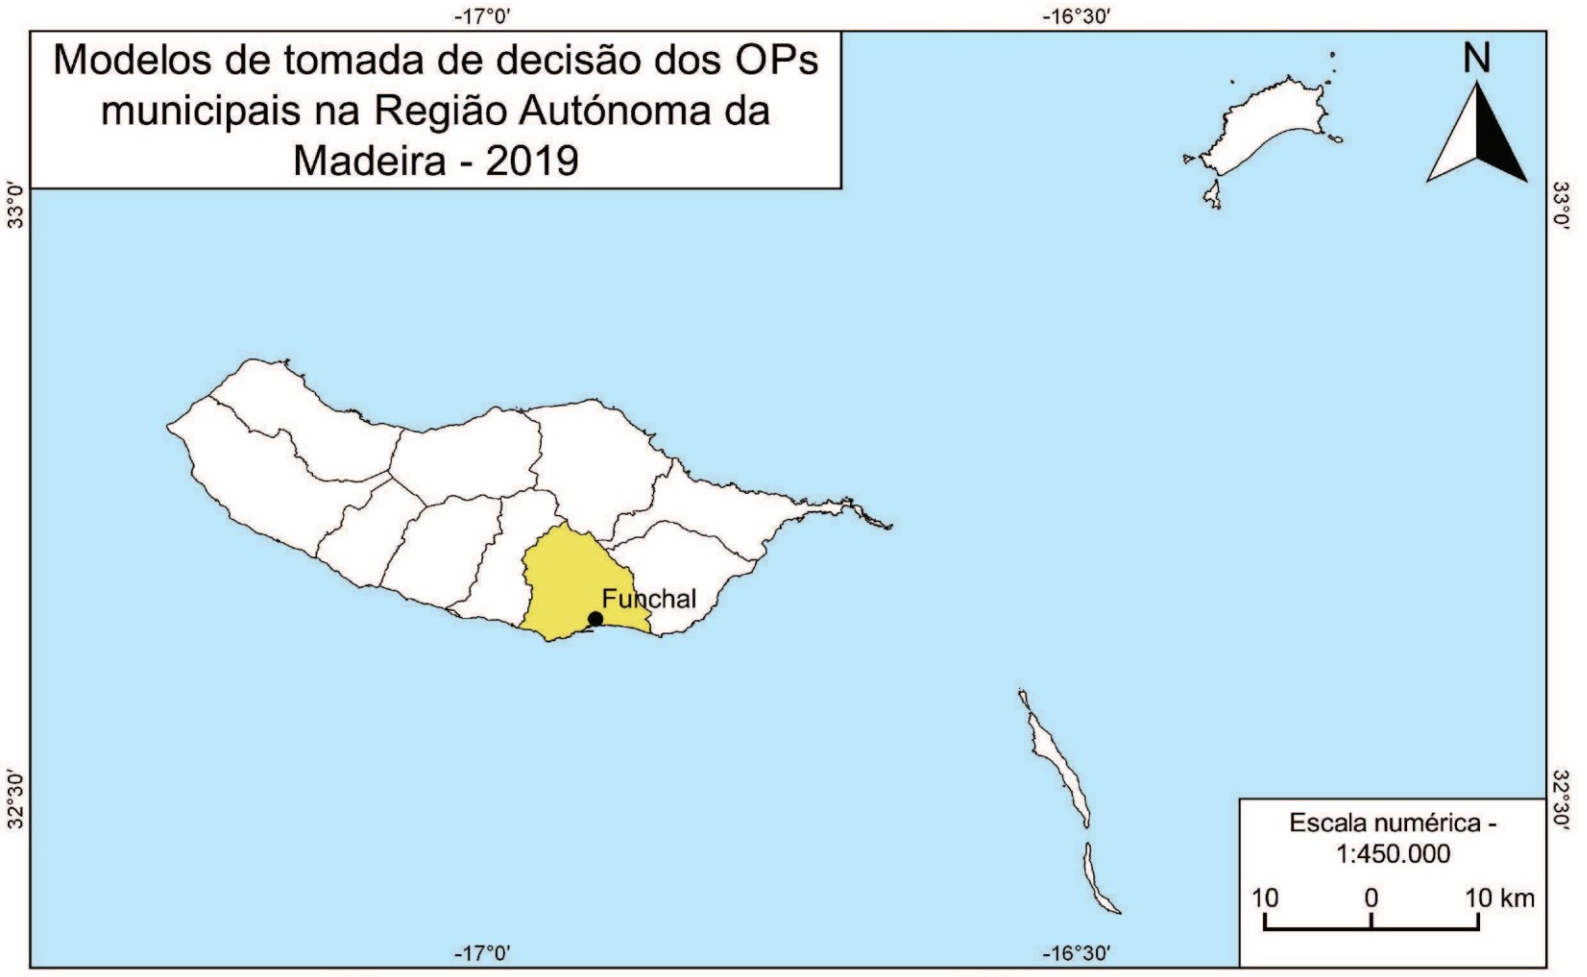 -17°0'
-16°30'
Modelos de tomada de decisão dos OPs
municipais na Região Autónoma da
Madeira - 2019
N
33°0'
33°0'
Funchal
32°30'
32°30'
Escala numérica -
1:450.000
10 0 10 km
-17°0'
-16°30'